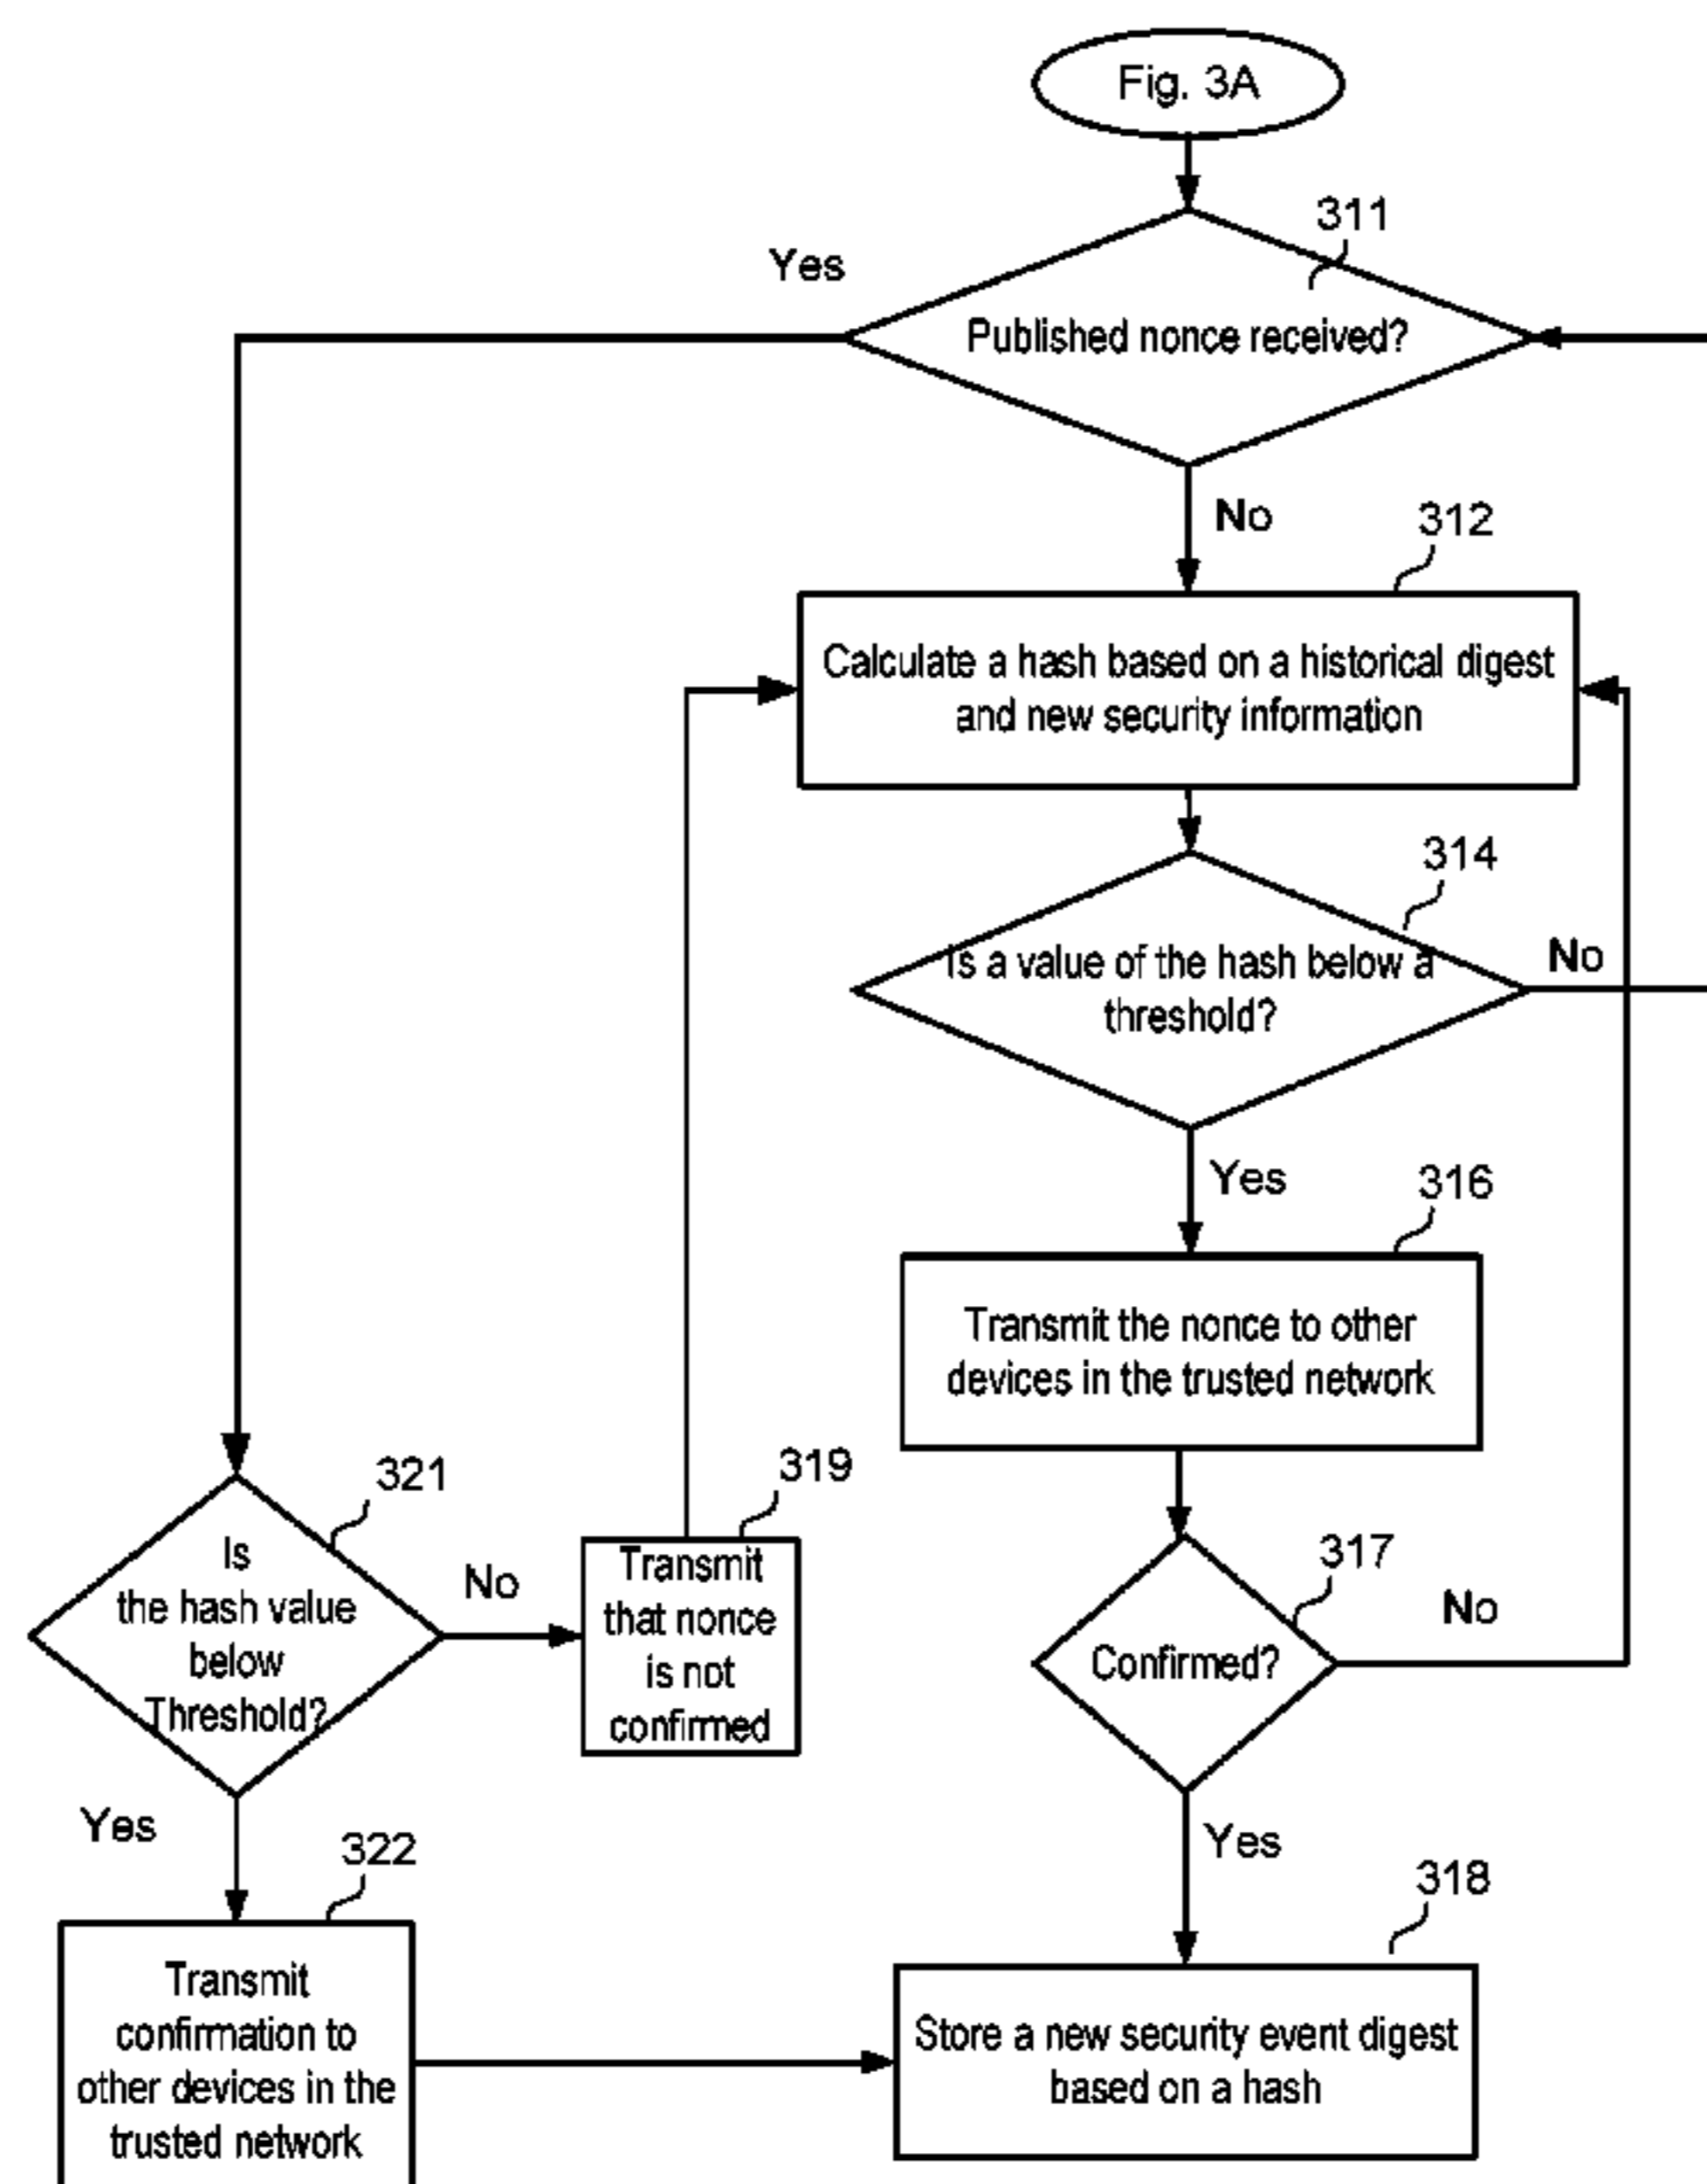 Fig. 3A
311
Yes
Published nonce received?
No
312
Calculate a hash based on a historical digest
and new security information
314
Is a value of the hash below a
threshold?
No
Yes
316
Transmit the nonce to other
devices in the trusted network
321
Is
the hash value
below
Threshold?
No
319
Transmit
that nonce
is not
confirmed
317
Confirmed?
No
Yes
Yes
322
Transmit
confirmation to
other devices in the
trusted network
318
Store a new security event digest
based on a hash